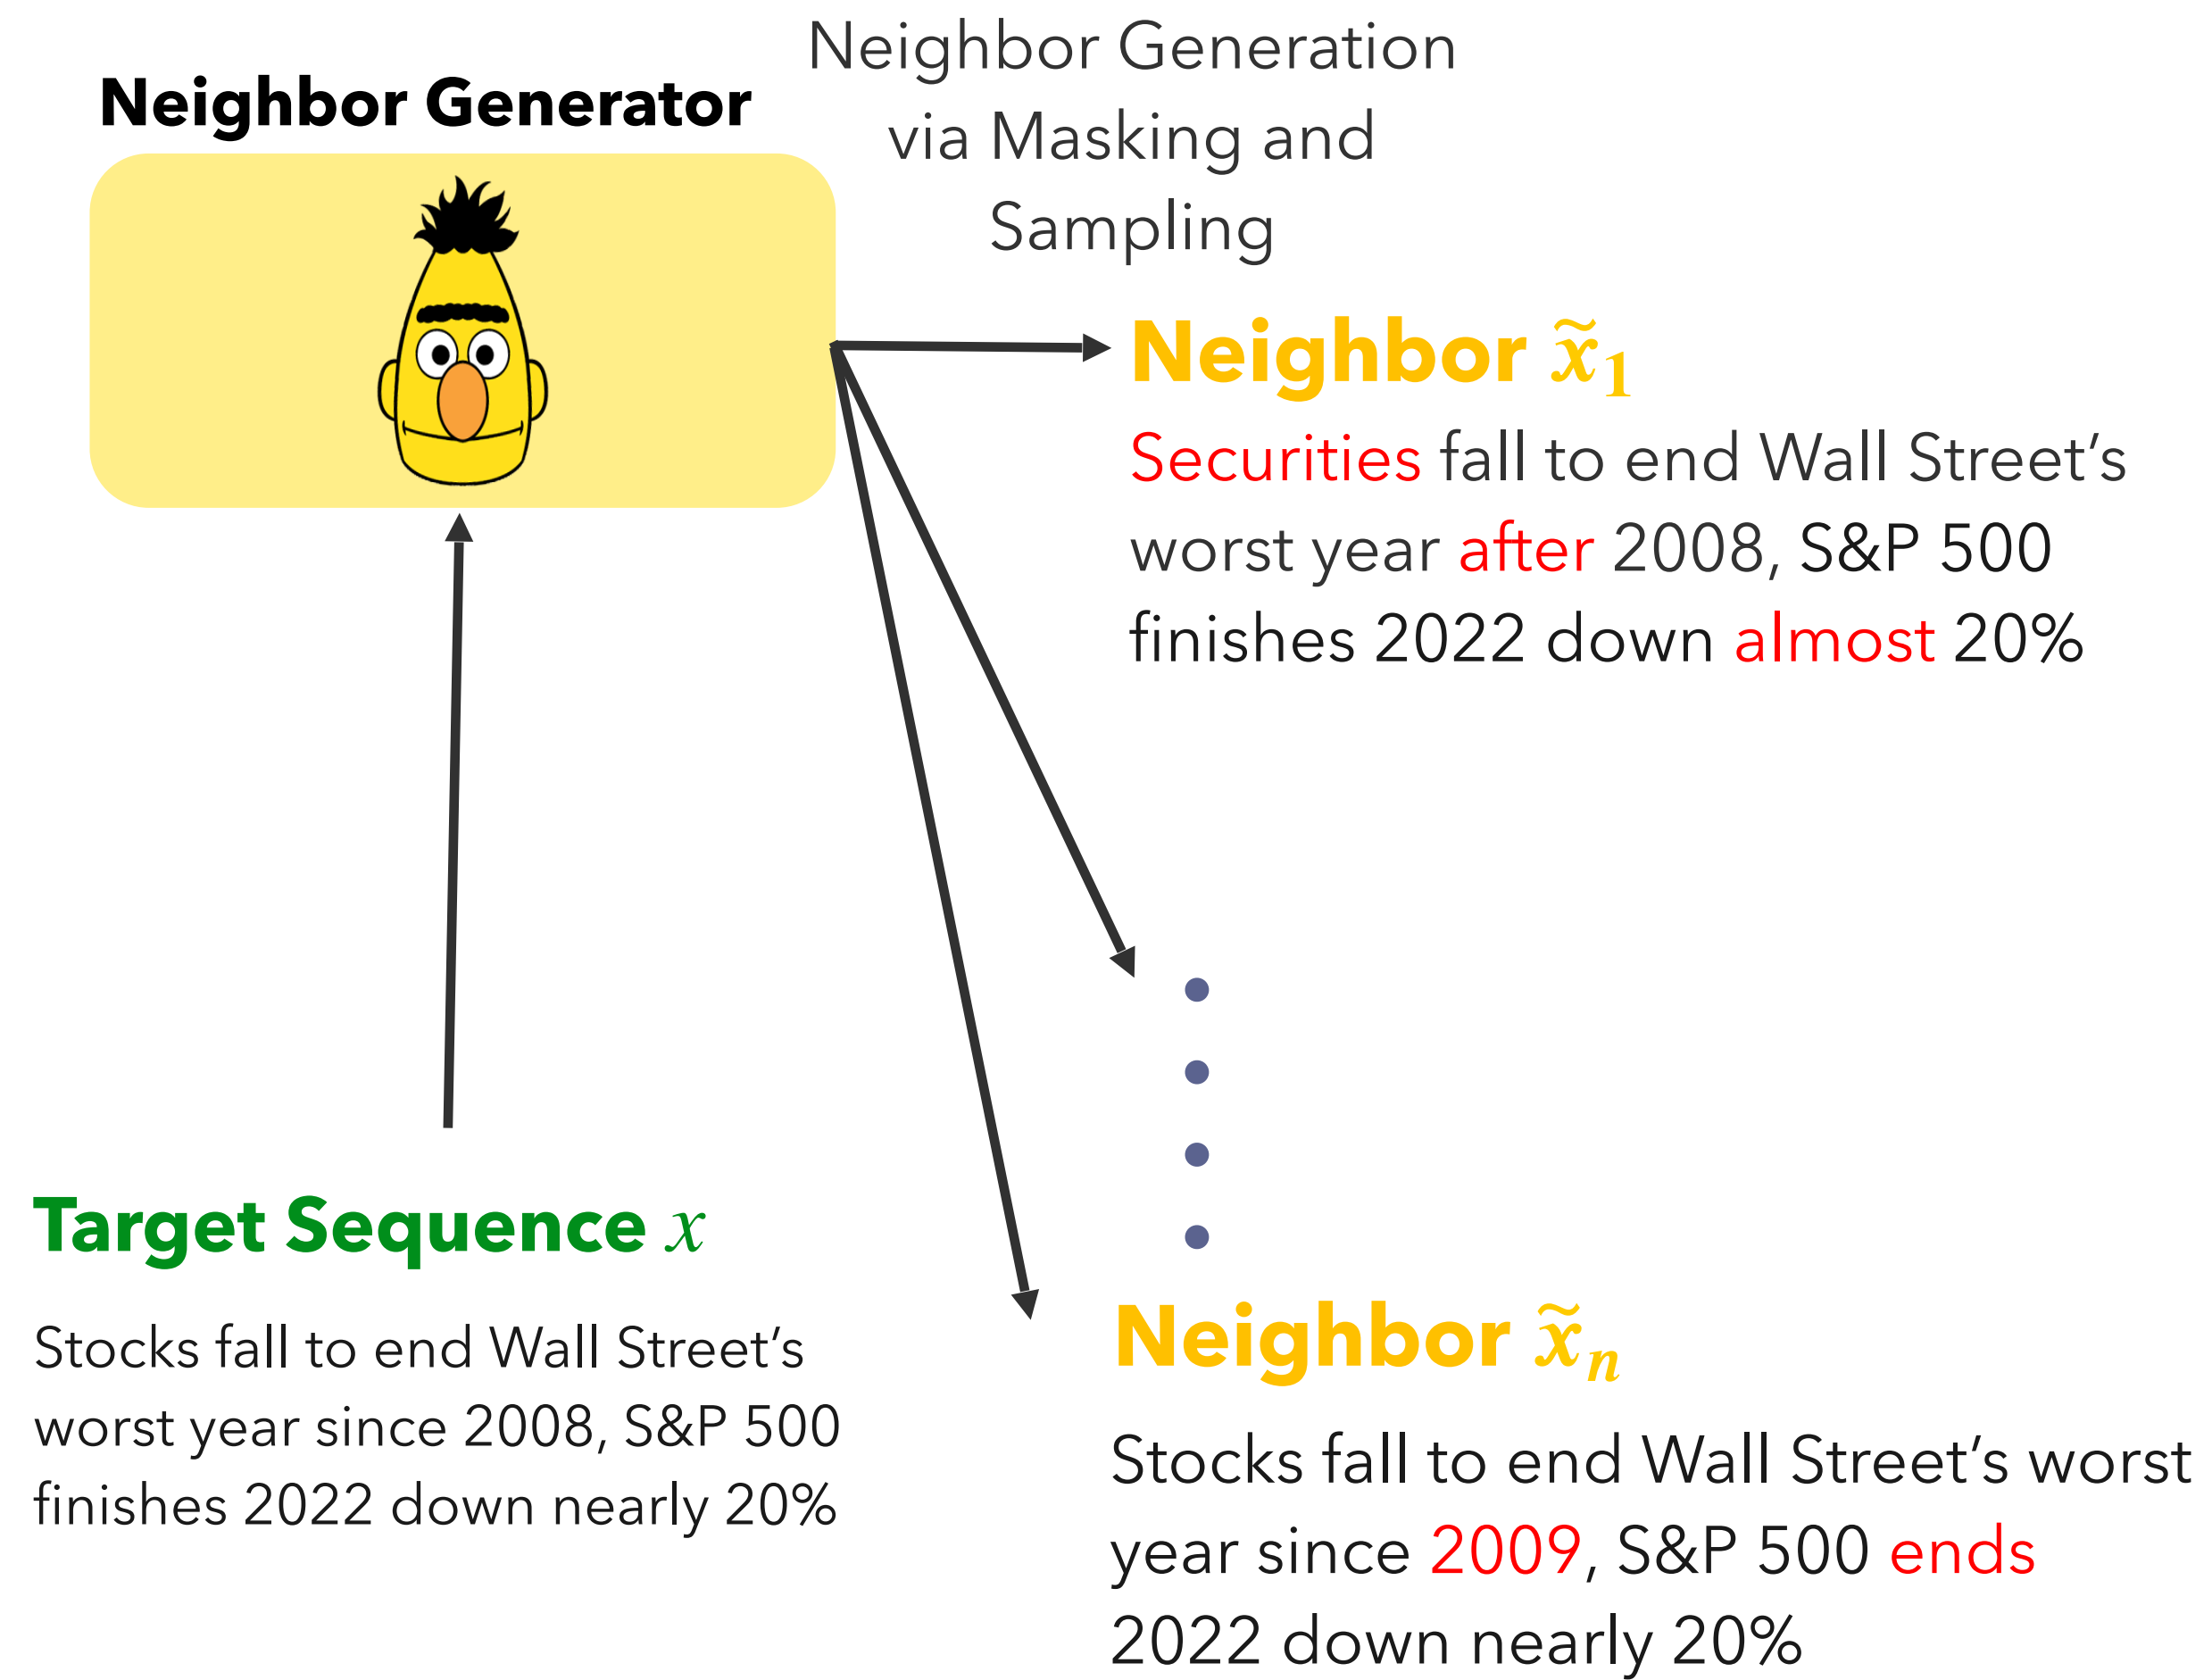 Neighbor Generator
Neighbor Generation
via Masking and
Sampling
Neighbor x̃₁
Securities fall to end Wall Street’s
worst year after 2008, S&P 500
finishes 2022 down almost 20%
Target Sequence x
Stocks fall to end Wall Street’s
worst year since 2008, S&P 500
finishes 2022 down nearly 20%
Neighbor x̃ₙ
Stocks fall to end Wall Street’s worst
year since 2009, S&P 500 ends
2022 down nearly 20%